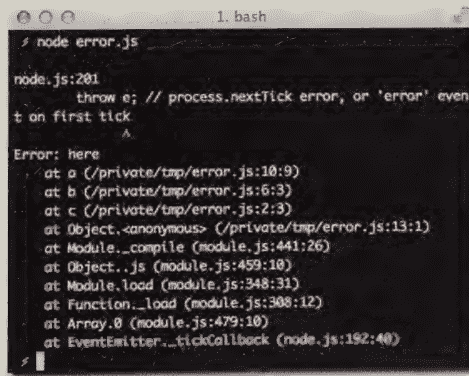 1. bash
⚡ node error.js
node.js:201
throw e; // process.nextTick error, or 'error' even
t on first tick
^
Error: here
at a (/private/tmp/error.js:10:9)
at b (/private/tmp/error.js:6:3)
at c (/private/tmp/error.js:2:3)
at Object.<anonymous> (/private/tmp/error.js:13:1)
at Module._compile (module.js:441:26)
at Object..js (module.js:459:10)
at Module.load (module.js:348:31)
at Function._load (module.js:308:12)
at Array.0 (module.js:479:10)
at EventEmitter._tickCallback (node.js:192:40)
⚡